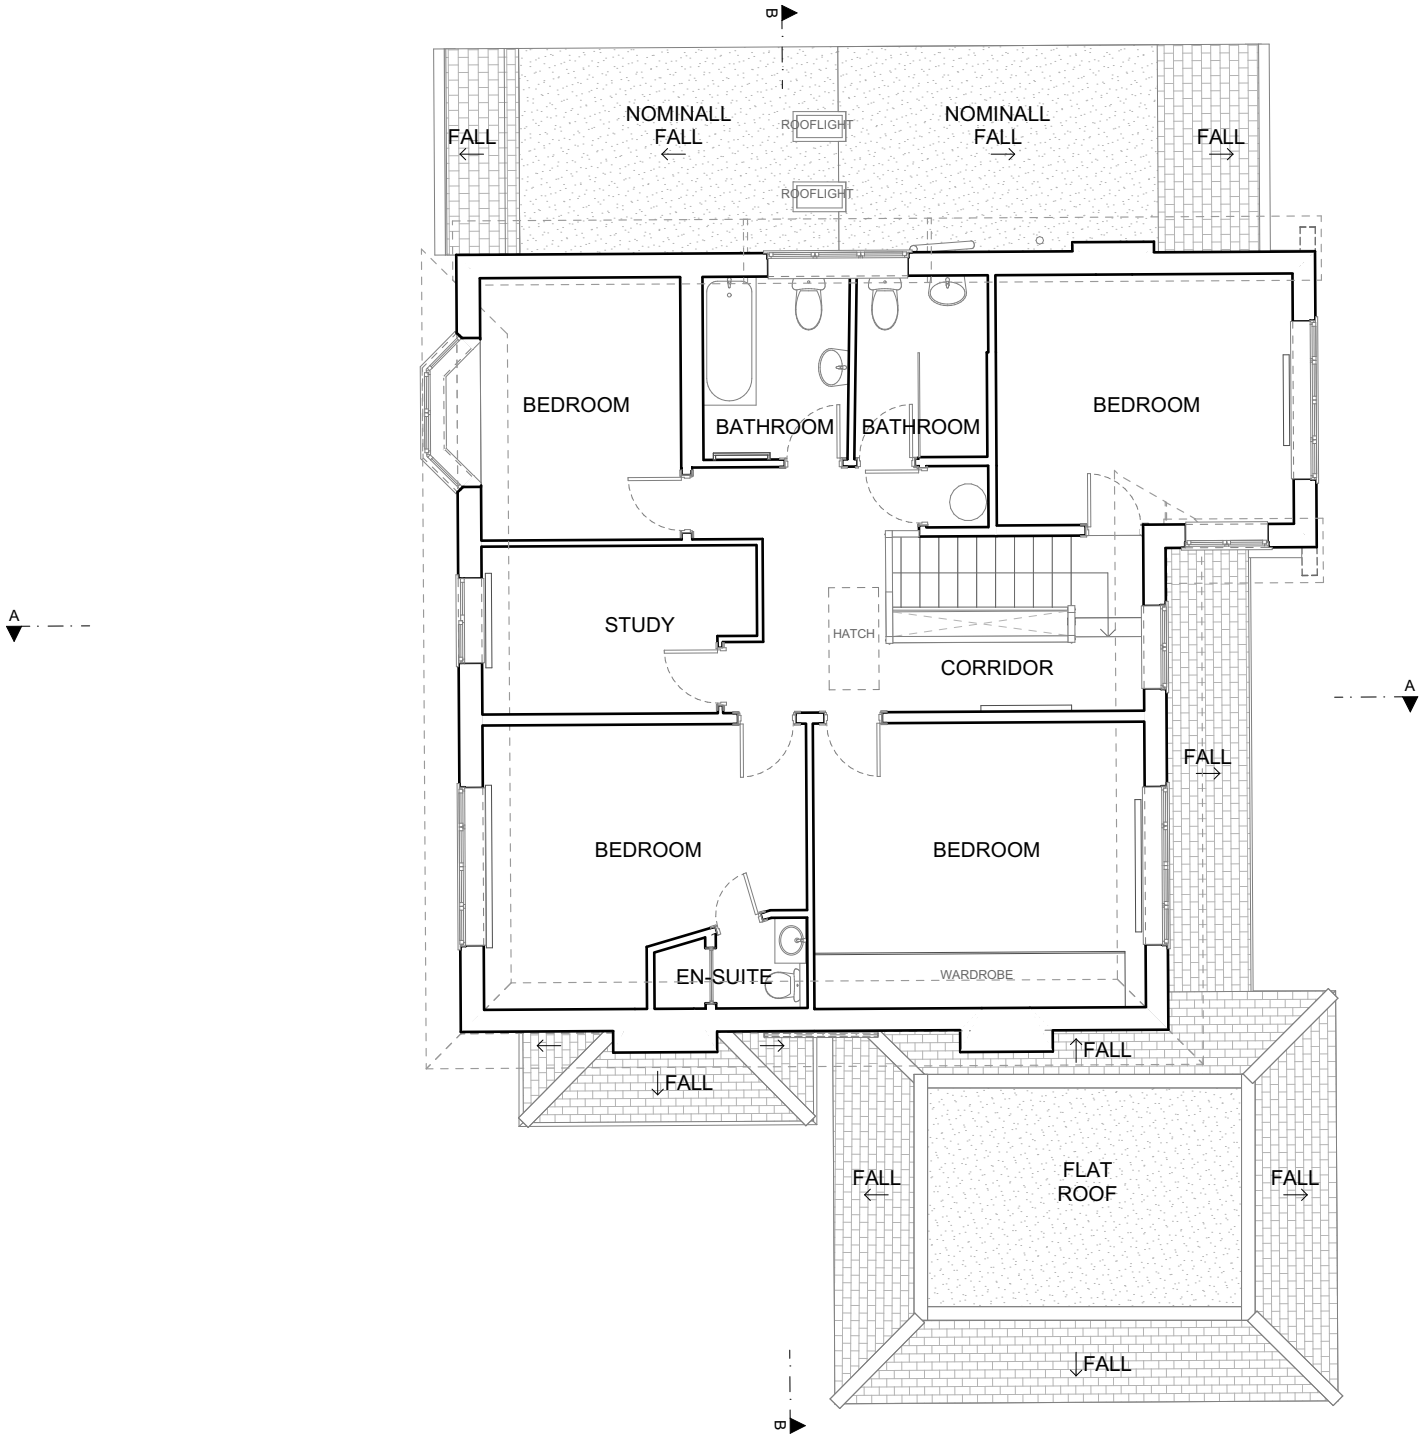 B
NOMINALL
FALL
NOMINALL
FALL
FALL
FALL
ROOFLIGHT
ROOFLIGHT
BEDROOM
BATHROOM
BATHROOM
BEDROOM
A
STUDY
HATCH
CORRIDOR
A
FALL
BEDROOM
BEDROOM
EN-SUITE
WARDROBE
FALL
FALL
FALL
FLAT
ROOF
FALL
FALL
B